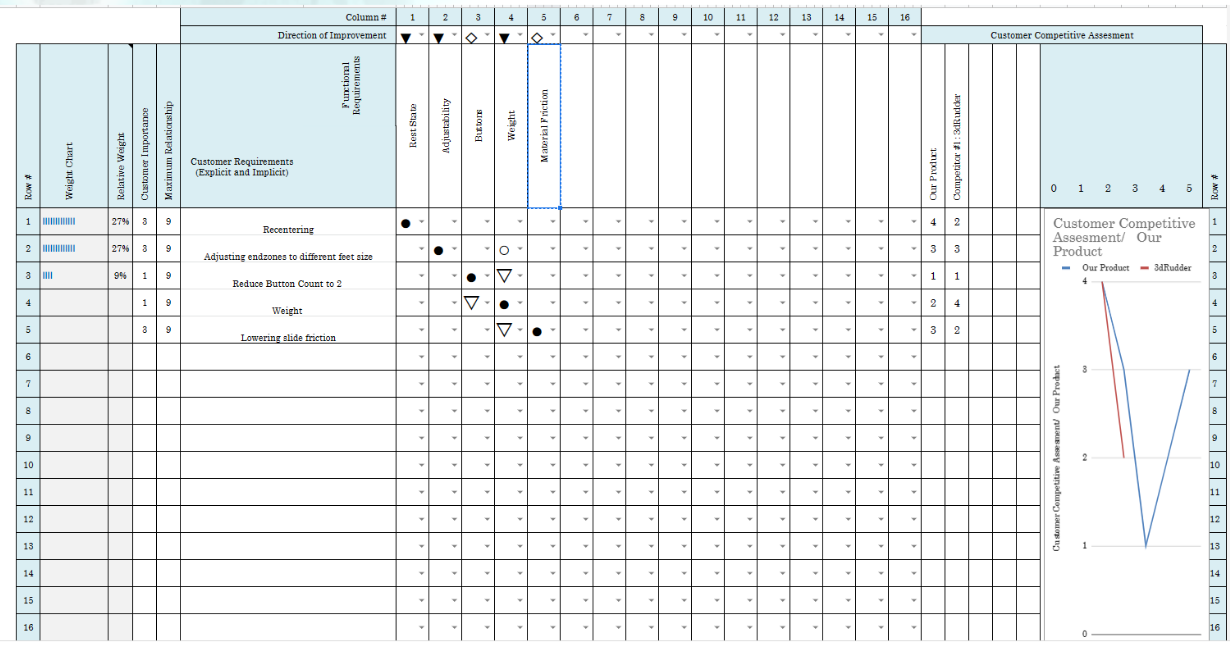 Column # 1 2 3 4 5 6 7 8 9 10 11 12 13 14 15 16
Direction of Improvement ▼ ▼ ◇ ▼ ◇ Customer Competitive Assesment
Row #
Weight Chart
Relative Weight
Customer Importance
Maximum Relationship
Functional
Requirements
Customer Requirements
(Explicit and Implicit)
Rest State
Adjustability
Buttons
Weight
Material Friction
Our Product
Competitor #1: 3dRudder
0 1 2 3 4 5
Row #
1 27% 3 9 Recentering ● 4 2 1
2 27% 3 9 Adjusting endzones to different feet size ● ○ 3 3 2
3 9% 1 9 Reduce Button Count to 2 ● ▽ 1 1 3
4 1 9 Weight ▽ ● 2 4 4
5 3 9 Lowering slide friction ▽ ● 3 2 5
6 6
7 7
8 8
9 9
10 10
11 11
12 12
13 13
14 14
15 15
16 16
Customer Competitive
Assesment/ Our
Product
Our Product 3dRudder
Customer Competitive Assesment/ Our Product
4
3
2
1
0